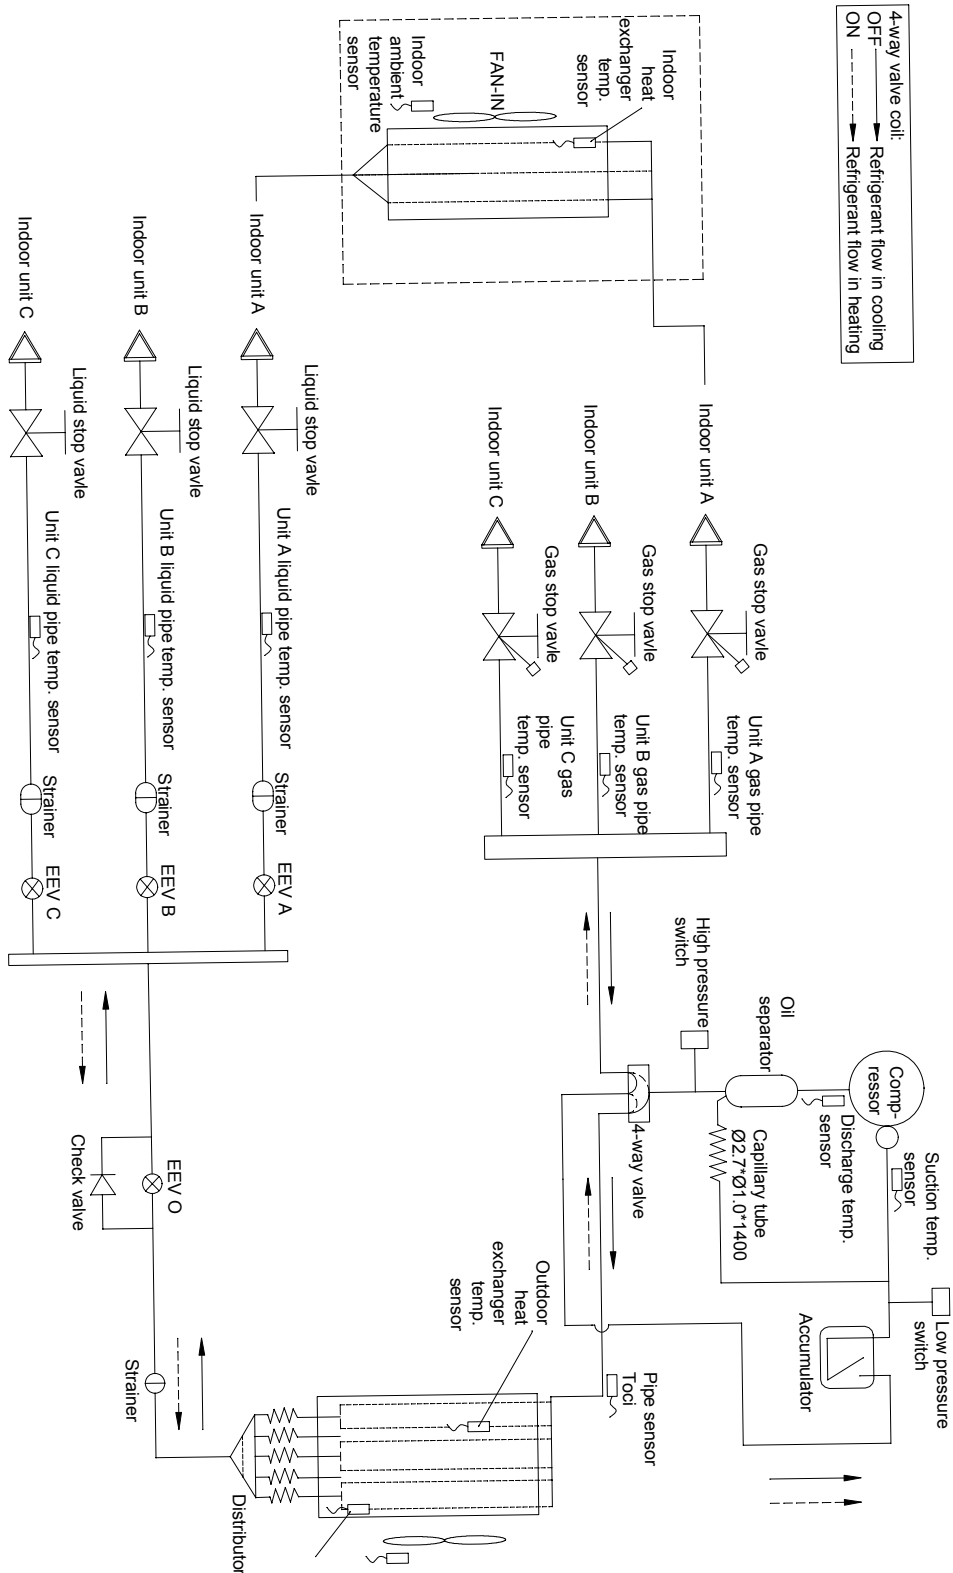 4-way valve coil:
OFF Refrigerant flow in cooling
ON Refrigerant flow in heating
Indoor
heat
exchanger
temp.
sensor
FAN-IN
Indoor
ambient
temperature
sensor
Indoor unit A
Indoor unit B
Indoor unit C
Gas stop vavle
Gas stop vavle
Gas stop vavle
Unit A gas pipe
temp. sensor
Unit B gas pipe
temp. sensor
Unit C gas
pipe
temp. sensor
Indoor unit A
Indoor unit B
Indoor unit C
Liquid stop vavle
Liquid stop vavle
Liquid stop vavle
Unit A liquid pipe temp. sensor
Unit B liquid pipe temp. sensor
Unit C liquid pipe temp. sensor
Strainer
Strainer
Strainer
EEV A
EEV B
EEV C
High pressure
switch
Oil
separator
Comp-
ressor
Suction temp.
sensor
Discharge temp.
sensor
Capillary tube
Ø2.7*Ø1.0*1400
4-way valve
Low pressure
switch
Accumulator
Check valve
EEV O
Outdoor
heat
exchanger
temp.
sensor
Pipe sensor
Toci
Strainer
Distributor